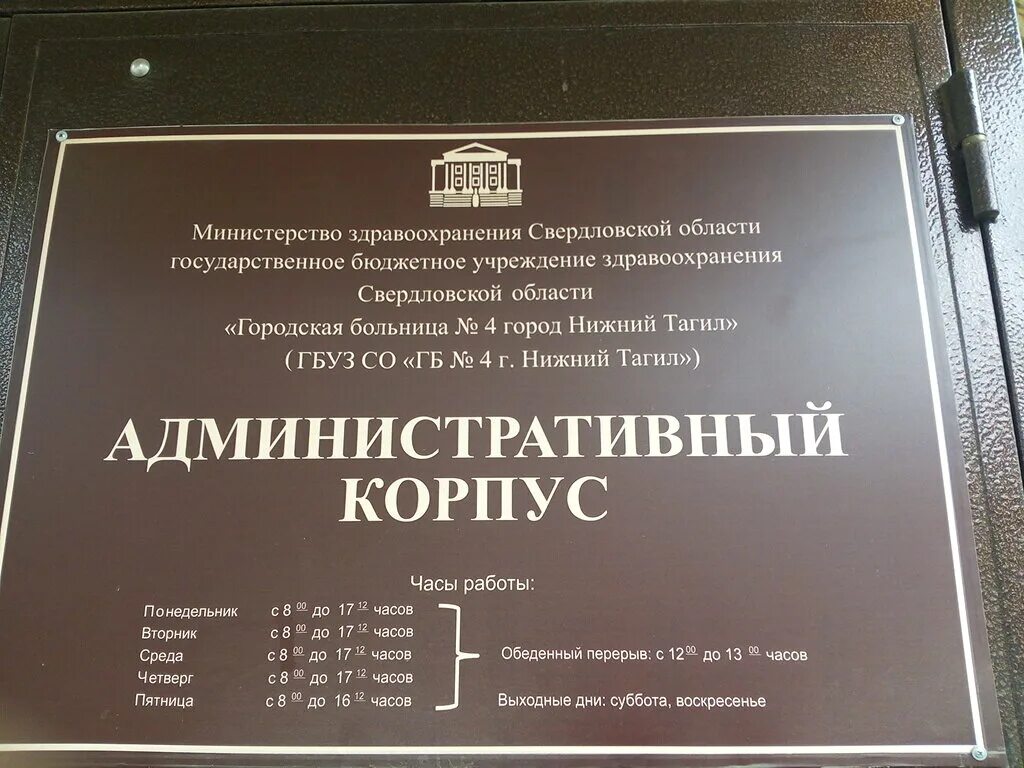 Министерство здравоохранения Свердловской области
государственное бюджетное учреждение здравоохранения
Свердловской области
«Городская больница № 4 город Нижний Тагил»
(ГБУЗ СО «ГБ № 4 г. Нижний Тагил»)
АДМИНИСТРАТИВНЫЙ
КОРПУС
Часы работы:
Понедельник с 8 00 до 17 12 часов
Вторник с 8 00 до 17 12 часов
Среда с 8 00 до 17 12 часов
Четверг с 8 00 до 17 12 часов
Пятница с 8 00 до 16 12 часов
Обеденный перерыв: с 12 00 до 13 00 часов
Выходные дни: суббота, воскресенье